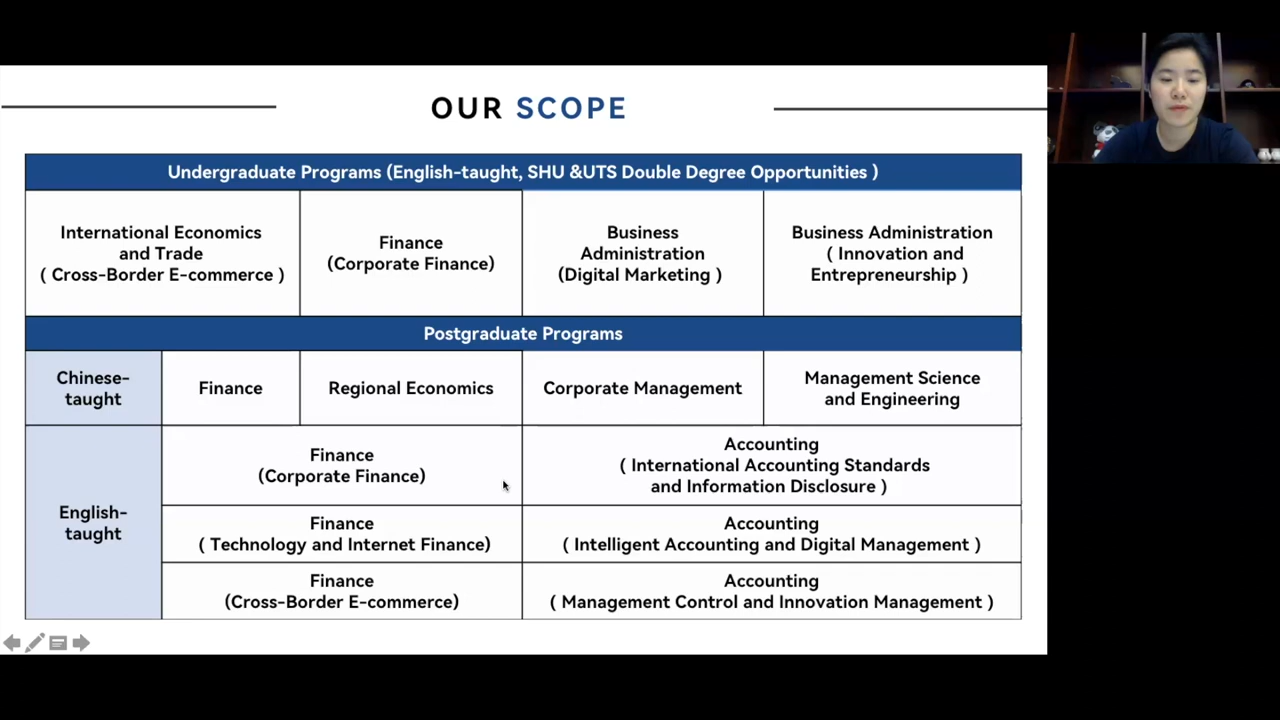 OUR SCOPE
Undergraduate Programs (English-taught, SHU &UTS Double Degree Opportunities )
International Economics
and Trade
( Cross-Border E-commerce )
Finance
(Corporate Finance)
Business
Administration
(Digital Marketing )
Business Administration
( Innovation and
Entrepreneurship )
Postgraduate Programs
Chinese-
taught
Finance
Regional Economics
Corporate Management
Management Science
and Engineering
English-
taught
Finance
(Corporate Finance)
Accounting
( International Accounting Standards
and Information Disclosure )
Finance
( Technology and Internet Finance)
Accounting
( Intelligent Accounting and Digital Management )
Finance
(Cross-Border E-commerce)
Accounting
( Management Control and Innovation Management )